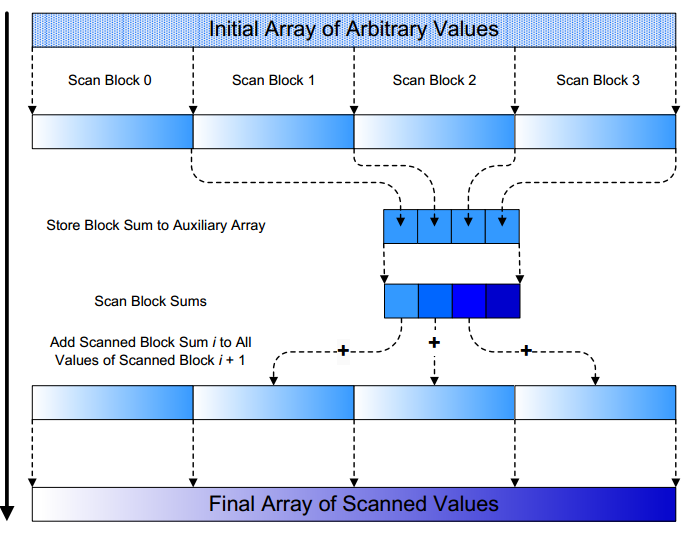 Initial Array of Arbitrary Values
Scan Block 0
Scan Block 1
Scan Block 2
Scan Block 3
Store Block Sum to Auxiliary Array
Scan Block Sums
Add Scanned Block Sum i to All
Values of Scanned Block i + 1
+
+
+
Final Array of Scanned Values